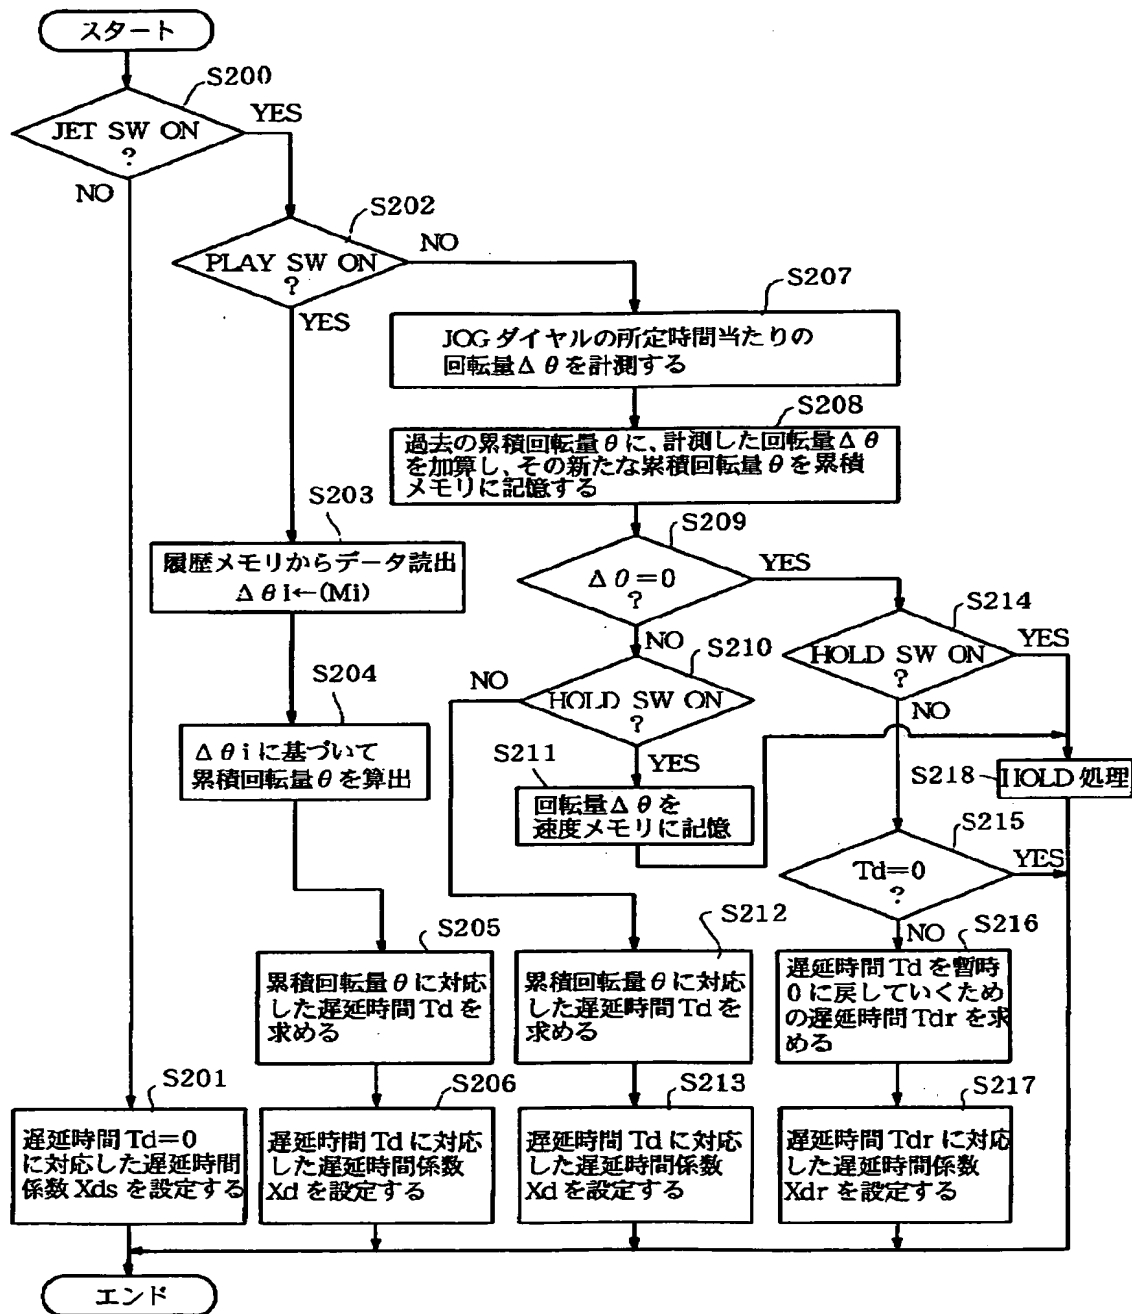 スタート
S200
JET SW ON
?
YES
NO
S202
PLAY SW ON
?
NO
YES
S207
JOGダイヤルの所定時間当たりの
回転量Δθを計測する
S208
過去の累積回転量θに、計測した回転量Δθ
を加算し、その新たな累積回転量θを累積
メモリに記憶する
S203
履歴メモリからデータ読出
Δθi←(Mi)
S209
Δθ=0
?
YES
NO
S214
HOLD SW ON
?
YES
NO
S210
HOLD SW ON
?
NO
YES
S204
Δθiに基づいて
累積回転量θを算出
S211
回転量Δθを
速度メモリに記憶
S218
HOLD処理
S215
Td=0
?
YES
NO
S205
累積回転量θに対応
した遅延時間Tdを
求める
S212
累積回転量θに対応
した遅延時間Tdを
求める
S216
遅延時間Tdを暫時
0に戻していくため
の遅延時間Tdrを求
める
S201
遅延時間Td=0
に対応した遅延時間
係数Xdsを設定する
S206
遅延時間Tdに対応
した遅延時間係数
Xdを設定する
S213
遅延時間Tdに対応
した遅延時間係数
Xdを設定する
S217
遅延時間Tdrに対応
した遅延時間係数
Xdrを設定する
エンド